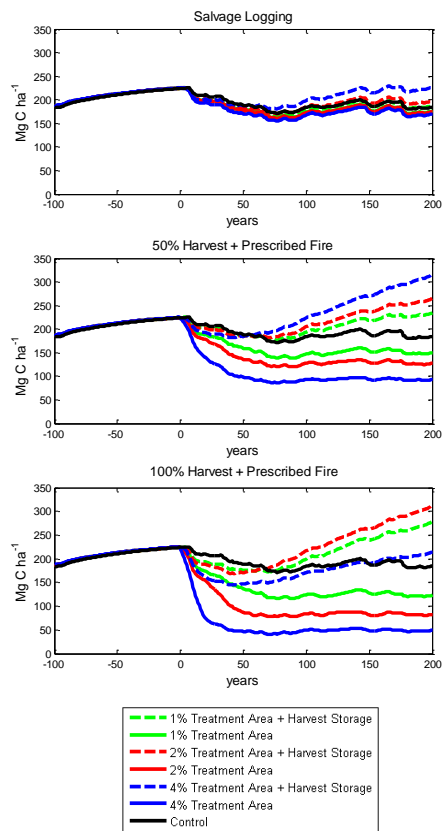 Salvage Logging
350
300
250
200
150
100
50
0
Mg C ha-1
-100 -50 0 50 100 150 200
years
50% Harvest + Prescribed Fire
350
300
250
200
150
100
50
0
Mg C ha-1
-100 -50 0 50 100 150 200
years
100% Harvest + Prescribed Fire
350
300
250
200
150
100
50
0
Mg C ha-1
-100 -50 0 50 100 150 200
years
1% Treatment Area + Harvest Storage
1% Treatment Area
2% Treatment Area + Harvest Storage
2% Treatment Area
4% Treatment Area + Harvest Storage
4% Treatment Area
Control